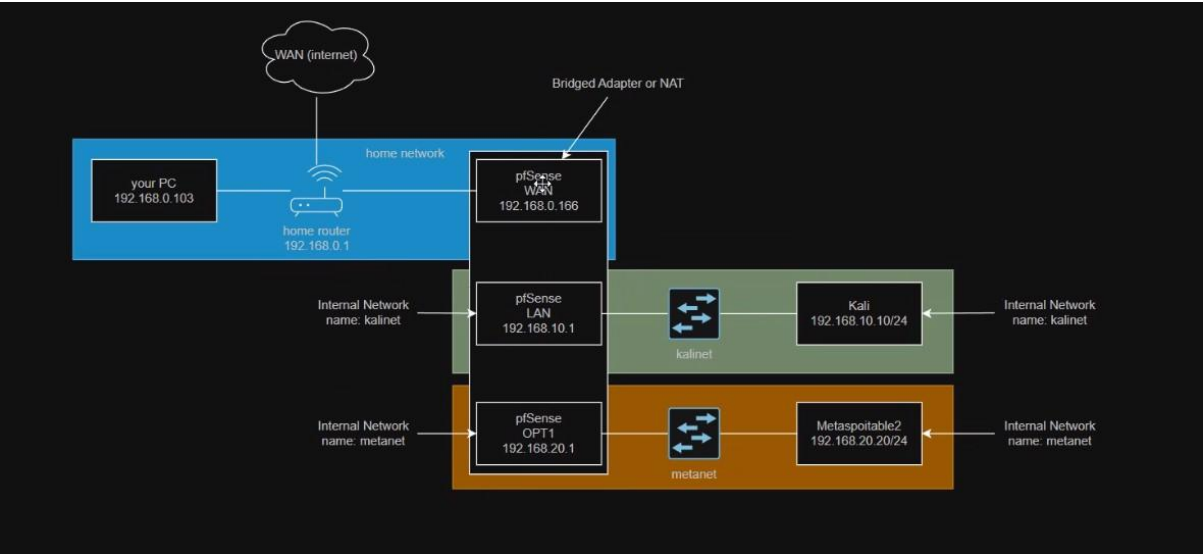 WAN (internet)
Bridged Adapter or NAT
home network
your PC
192.168.0.103
home router
192.168.0.1
pfSense
WAN
192.168.0.166
Internal Network
name: kalinet
pfSense
LAN
192.168.10.1
kalinet
Kali
192.168.10.10/24
Internal Network
name: kalinet
Internal Network
name: metanet
pfSense
OPT1
192.168.20.1
metanet
Metaspoitable2
192.168.20.20/24
Internal Network
name: metanet